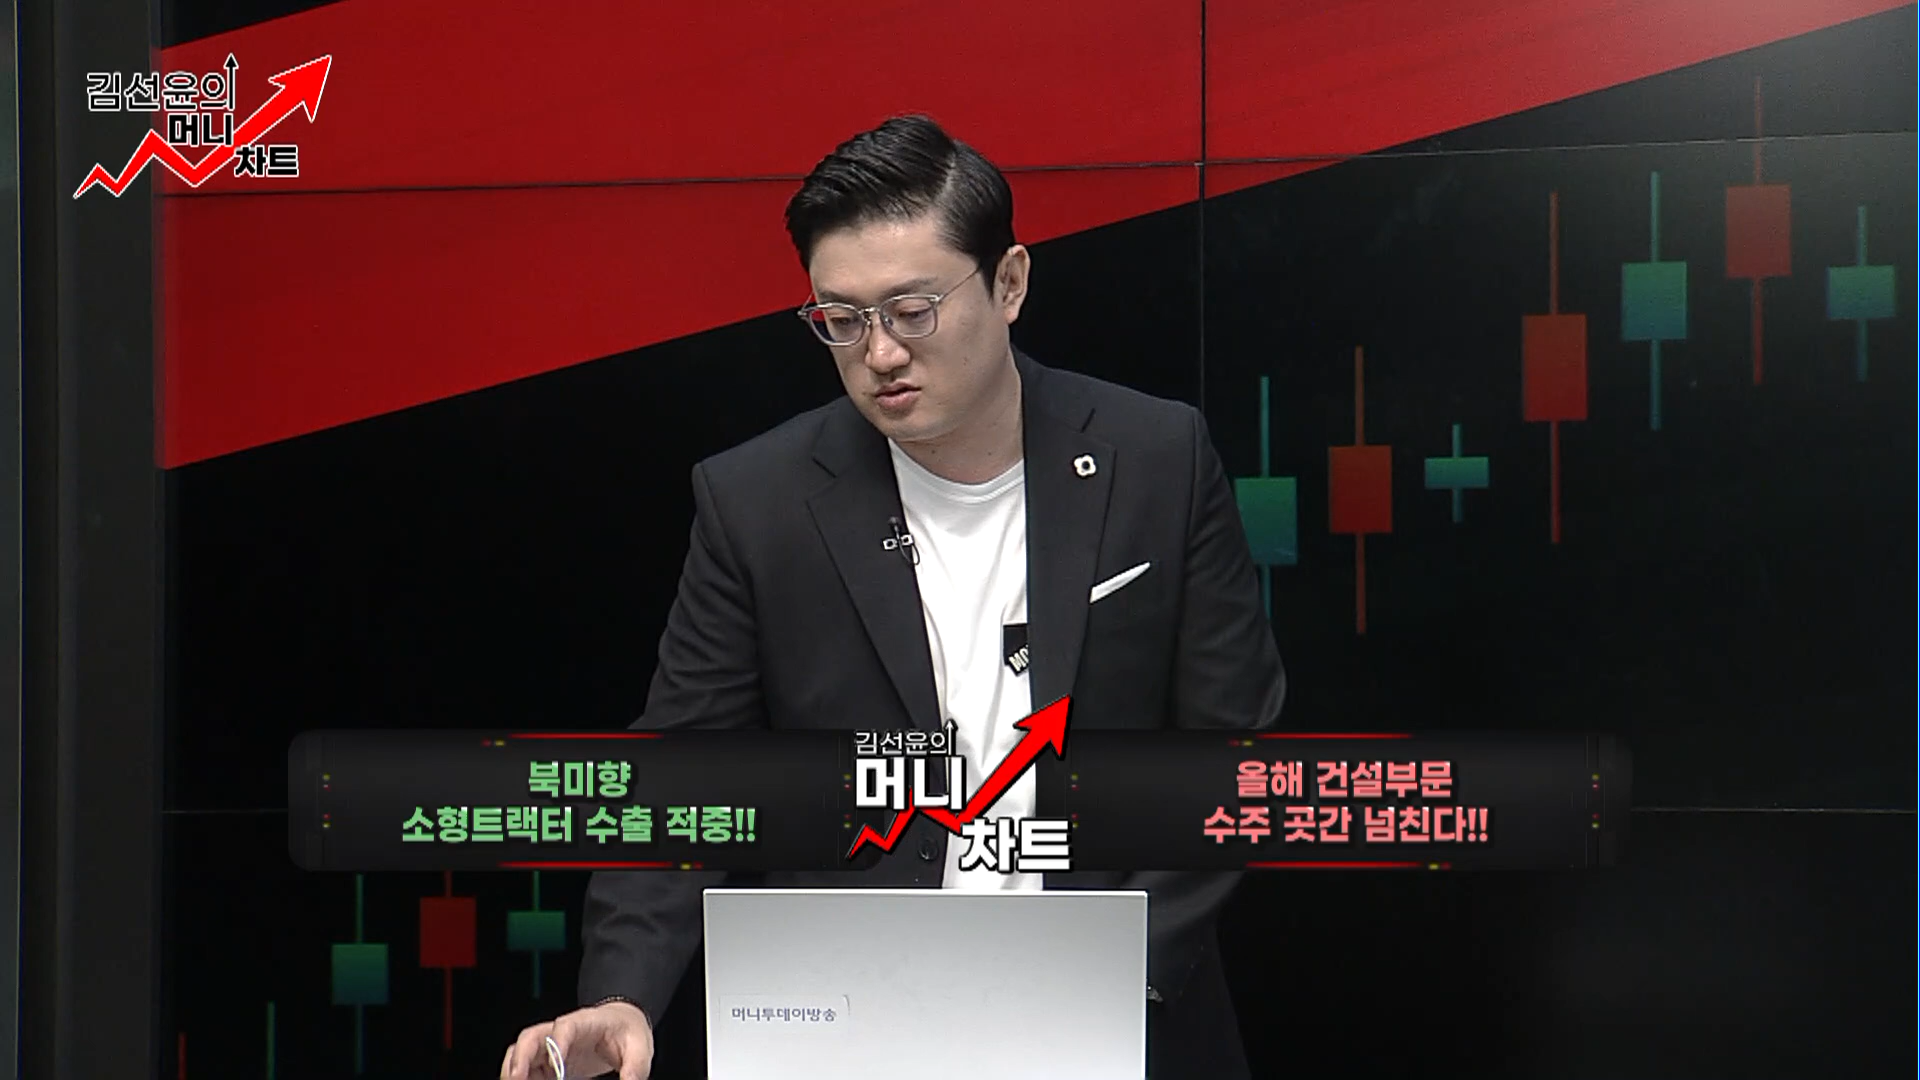 김선윤의
머니
차트
북미향
소형트랙터 수출 적중!!
김선윤의
머니
차트
올해 건설부문
수주 곳간 넘친다!!
머니투데이방송